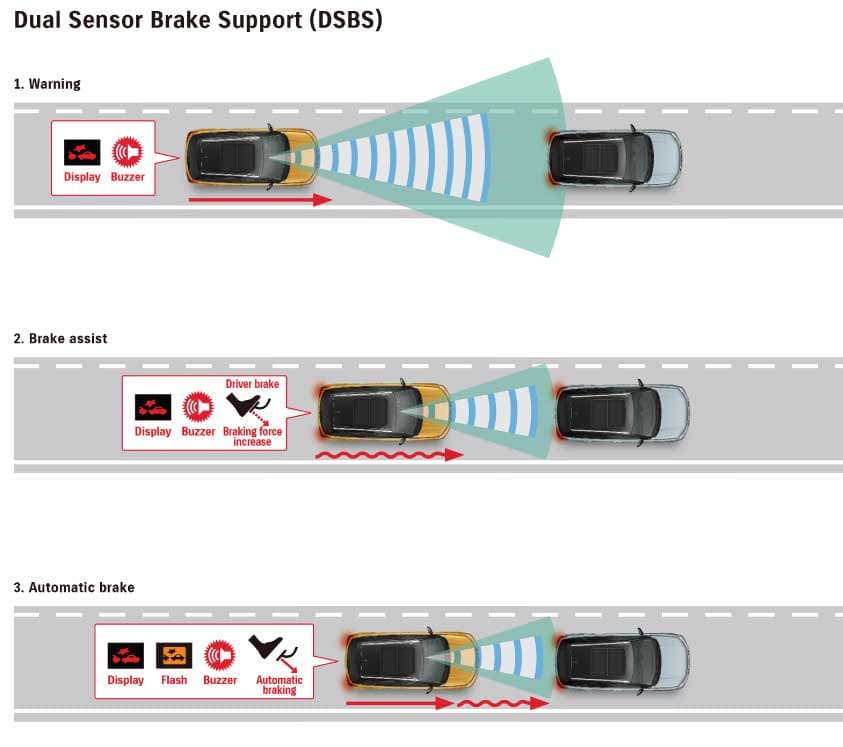 Dual Sensor Brake Support (DSBS)
1. Warning
Display Buzzer
2. Brake assist
Driver brake
Display Buzzer Braking force
increase
3. Automatic brake
Display Flash Buzzer Automatic
braking